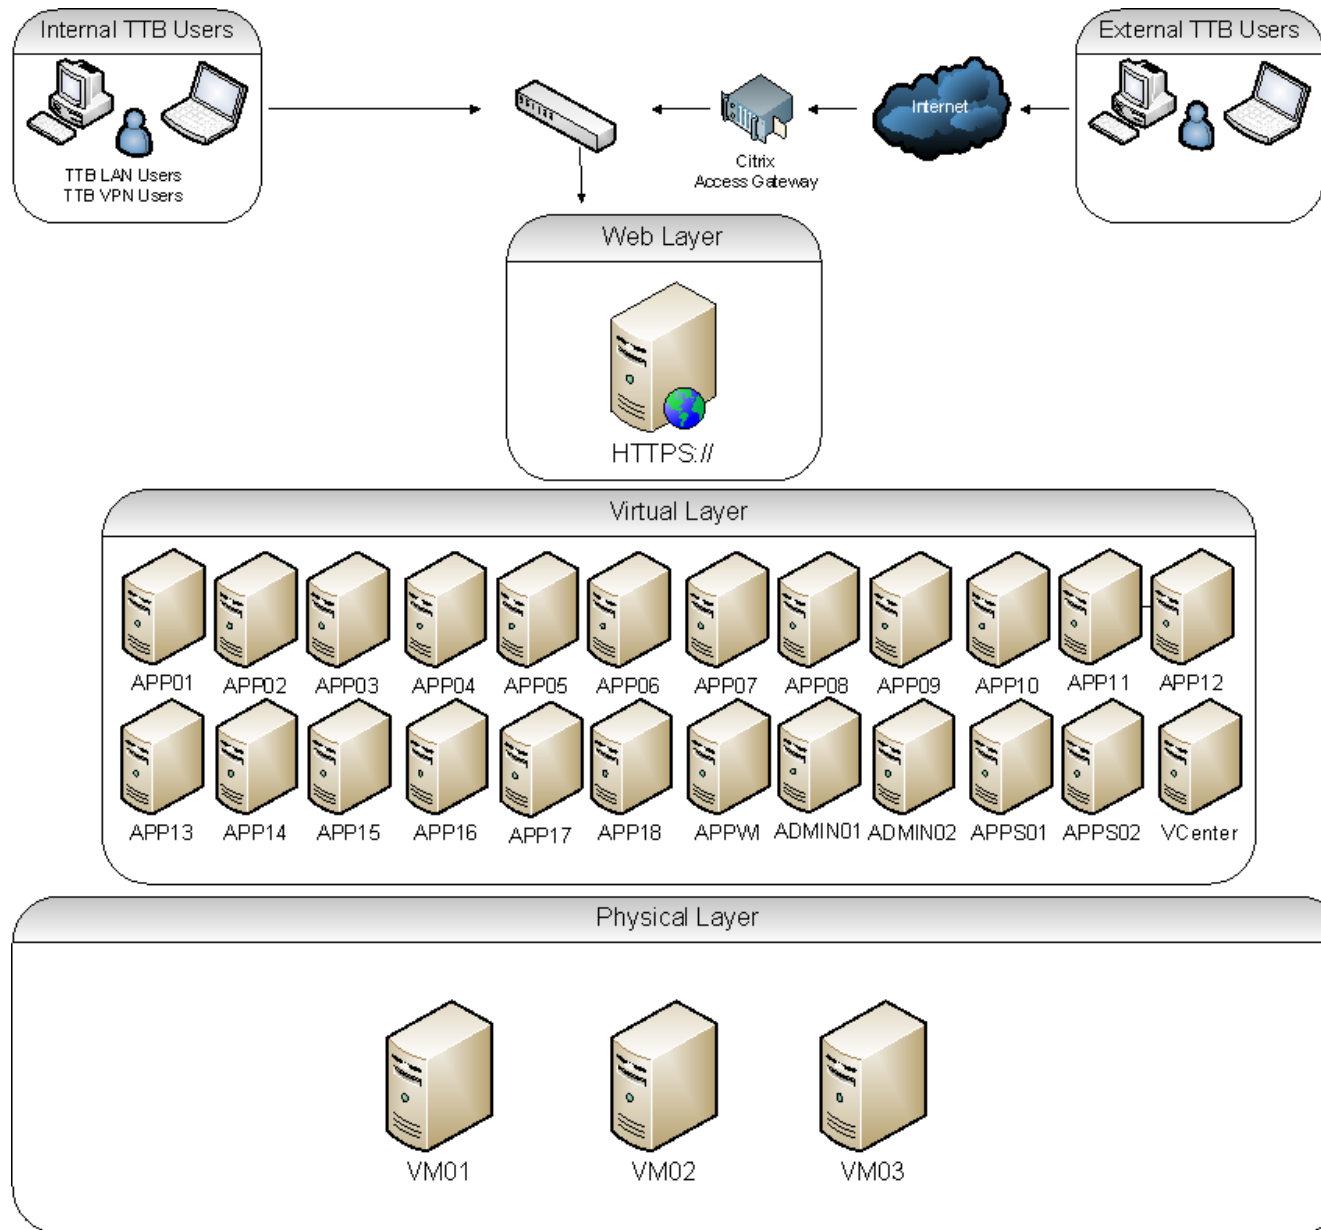 Internal TTB Users
External TTB Users
TTB LAN Users
TTB VPN Users
Internet
Citrix
Access Gateway
Web Layer
HTTPS://
Virtual Layer
APP01 APP02 APP03 APP04 APP05 APP06 APP07 APP08 APP09 APP10 APP11 APP12
APP13 APP14 APP15 APP16 APP17 APP18 APPWI ADMIN01 ADMIN02 APPS01 APPS02 VCenter
Physical Layer
VM01 VM02 VM03